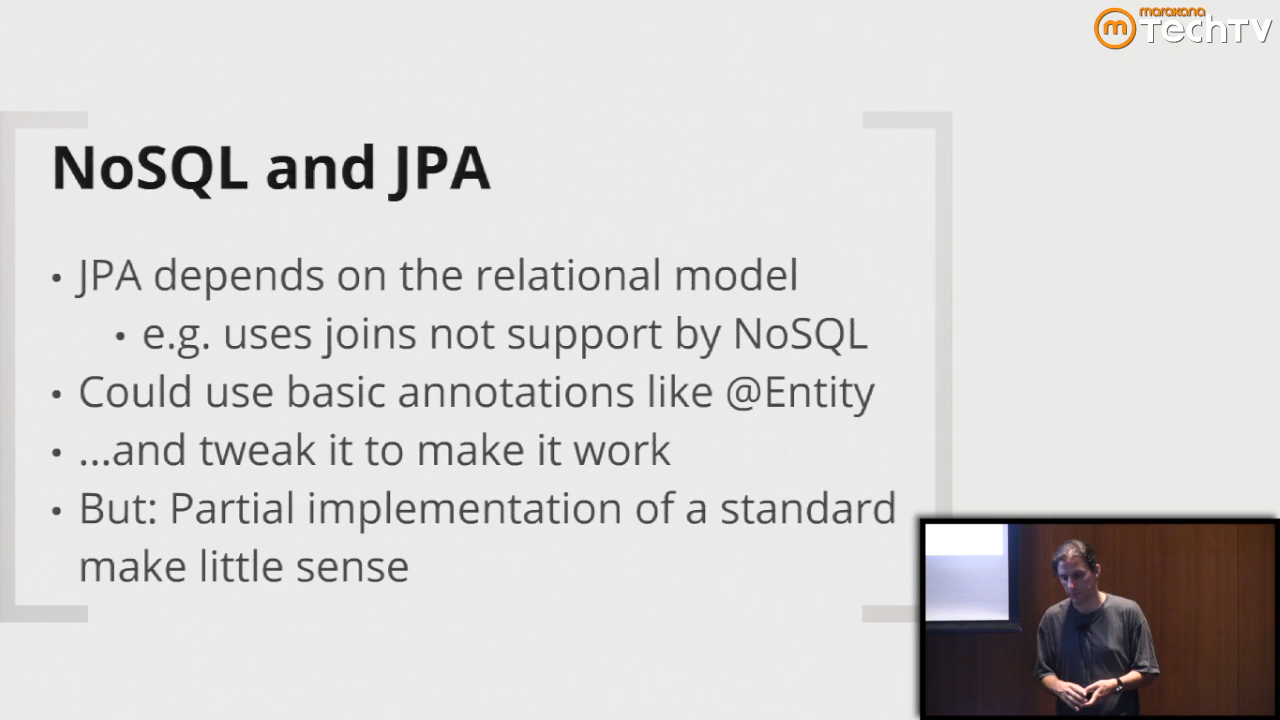 marakana
m TechTV
NoSQL and JPA
• JPA depends on the relational model
• e.g. uses joins not support by NoSQL
• Could use basic annotations like @Entity
• ...and tweak it to make it work
• But: Partial implementation of a standard
make little sense